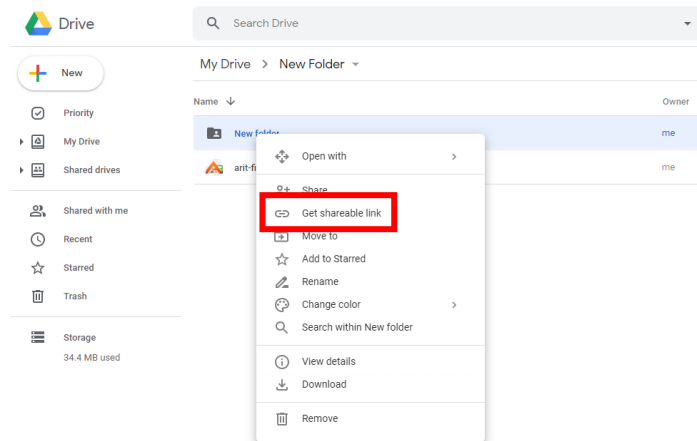 Drive
Search Drive
New
My Drive > New Folder
Name
Owner
Priority
My Drive
Shared drives
Shared with me
Recent
Starred
Trash
Storage
34.4 MB used
New folder
me
arit-fi
me
Open with
Share
Get shareable link
Move to
Add to Starred
Rename
Change color
Search within New folder
View details
Download
Remove